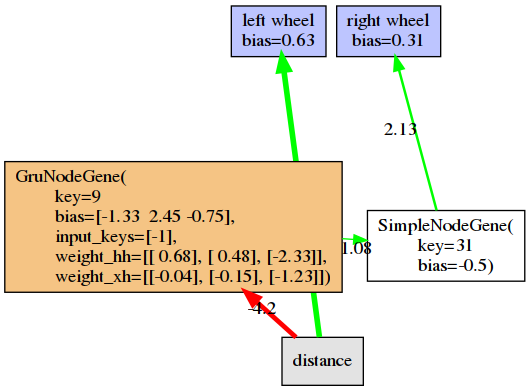 left wheel
bias=0.63
right wheel
bias=0.31
2.13
GruNodeGene(
key=9
bias=[-1.33 2.45 -0.75],
input_keys=[-1],
weight_hh=[[ 0.68], [ 0.48], [-2.33]],
weight_xh=[[-0.04], [-0.15], [-1.23]])
1.08
SimpleNodeGene(
key=31
bias=-0.5)
-4.2
distance